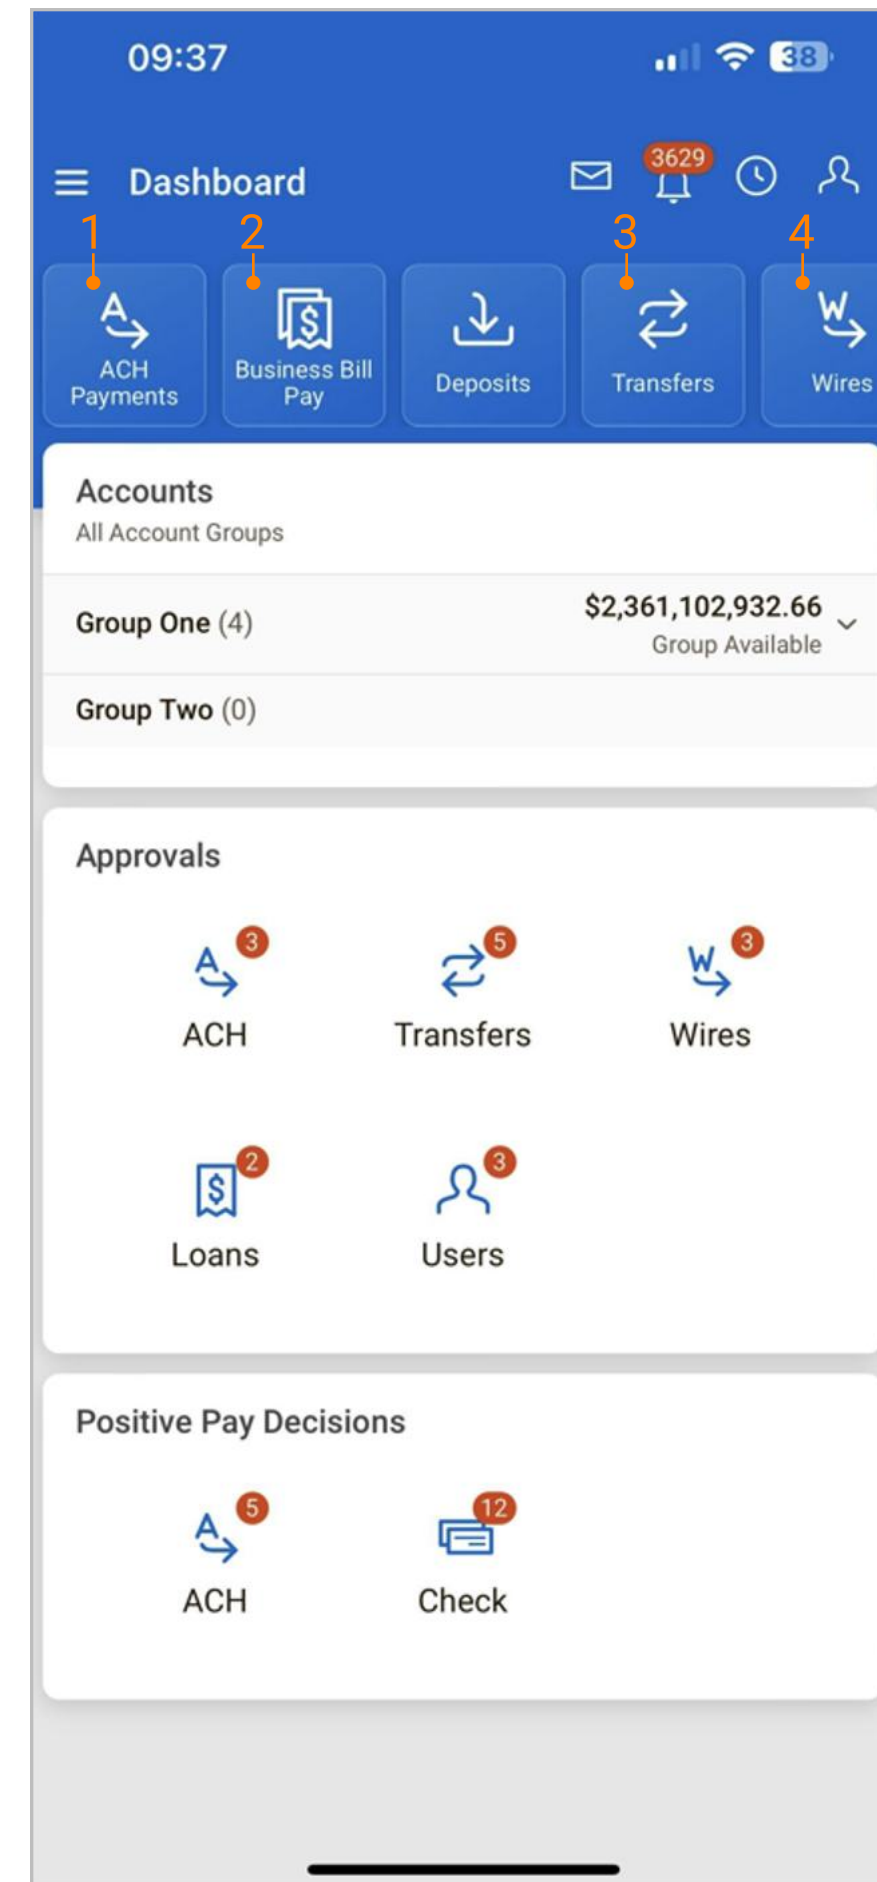 09:37
38
Dashboard
3629
1
2
3
4
ACH
Payments
Business Bill
Pay
Deposits
Transfers
Wires
Accounts
All Account Groups
Group One (4)
$2,361,102,932.66
Group Available
Group Two (0)
Approvals
3
ACH
5
Transfers
3
Wires
2
Loans
3
Users
Positive Pay Decisions
5
ACH
12
Check